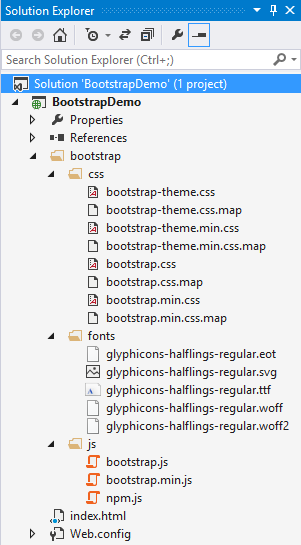 Solution Explorer
Search Solution Explorer (Ctrl+;)
Solution 'BootstrapDemo' (1 project)
BootstrapDemo
Properties
References
bootstrap
css
bootstrap-theme.css
bootstrap-theme.css.map
bootstrap-theme.min.css
bootstrap-theme.min.css.map
bootstrap.css
bootstrap.css.map
bootstrap.min.css
bootstrap.min.css.map
fonts
glyphicons-halflings-regular.eot
glyphicons-halflings-regular.svg
glyphicons-halflings-regular.ttf
glyphicons-halflings-regular.woff
glyphicons-halflings-regular.woff2
js
bootstrap.js
bootstrap.min.js
npm.js
index.html
Web.config